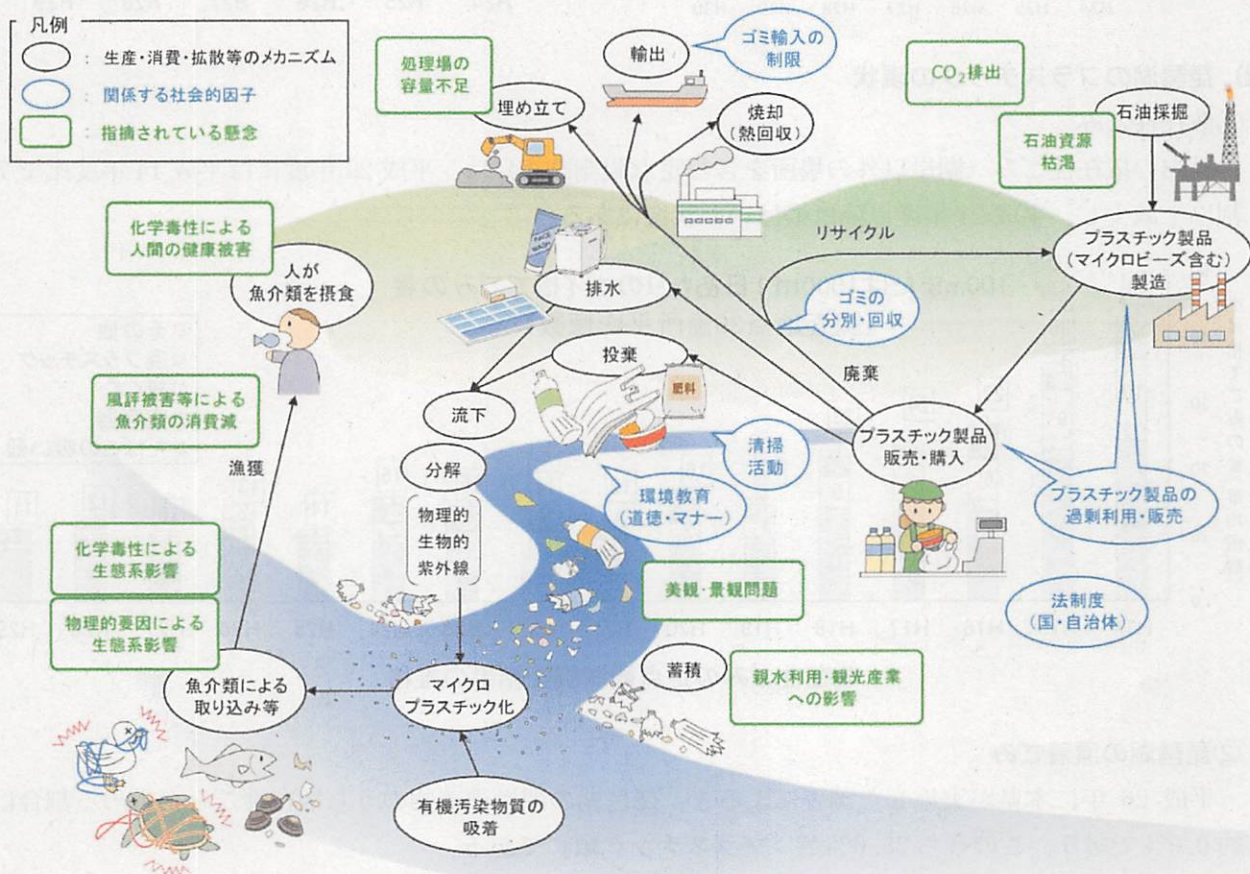 凡例
： 生産・消費・拡散等のメカニズム
： 関係する社会的因子
： 指摘されている懸念
処理場の
容量不足
埋め立て
輸出
ゴミ輸入の
制限
焼却
(熱回収)
CO₂排出
石油採掘
石油資源
枯渇
化学毒性による
人間の健康被害
人が
魚介類を摂食
FACE
WASH
排水
リサイクル
プラスチック製品
(マイクロビーズ含む)
製造
ゴミの
分別・回収
投棄
廃棄
肥料
風評被害等による
魚介類の消費減
流下
漁獲
分解
物理的
生物的
紫外線
清掃
活動
環境教育
(道徳・マナー)
プラスチック製品
販売・購入
プラスチック製品の
過剰利用・販売
化学毒性による
生態系影響
物理的要因による
生態系影響
美観・景観問題
法制度
(国・自治体)
蓄積
親水利用・観光産業
への影響
魚介類による
取り込み等
マイクロ
プラスチック化
有機汚染物質の
吸着